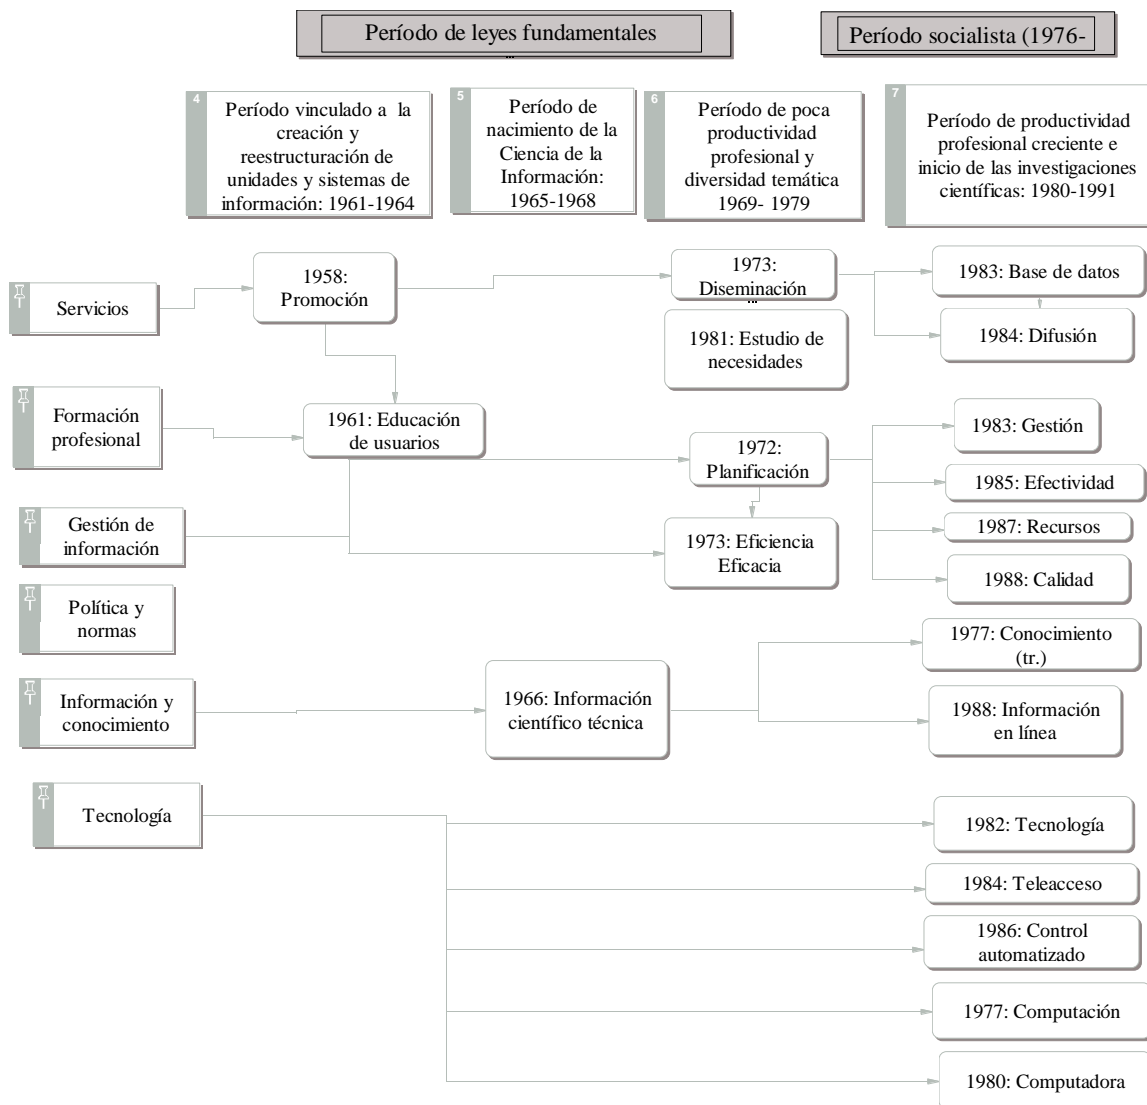 Período de leyes fundamentales
...
Período socialista (1976-
4
Período vinculado a la
creación y
reestructuración de
unidades y sistemas de
información: 1961-1964
5
Período de
nacimiento de la
Ciencia de la
Información:
1965-1968
6
Período de poca
productividad
profesional y
diversidad temática
1969- 1979
7
Período de productividad
profesional creciente e
inicio de las investigaciones
científicas: 1980-1991
Servicios
1958:
Promoción
1973:
Diseminación
...
1981: Estudio de
necesidades
1983: Base de datos
1984: Difusión
Formación
profesional
1961: Educación
de usuarios
1972:
Planificación
1983: Gestión
1985: Efectividad
Gestión de
información
1973: Eficiencia
Eficacia
1987: Recursos
1988: Calidad
Política y
normas
Información y
conocimiento
1966: Información
científico técnica
1977: Conocimiento
(tr.)
1988: Información
en línea
Tecnología
1982: Tecnología
1984: Teleacceso
1986: Control
automatizado
1977: Computación
1980: Computadora